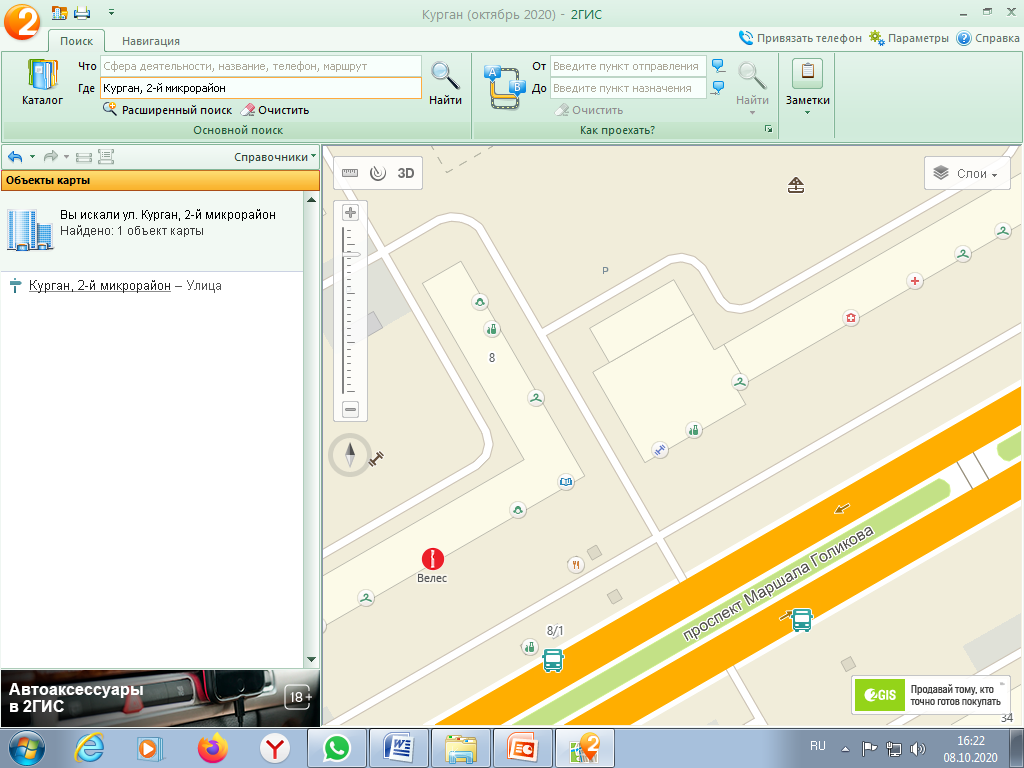 Курган (октябрь 2020) - 2ГИС
Поиск
Навигация
Привязать телефон
Параметры
Справка
Каталог
Что
Сфера деятельности, название, телефон, маршрут
Где
Курган, 2-й микрорайон
Расширенный поиск
Очистить
Найти
Основной поиск
A
B
От
Введите пункт отправления
До
Введите пункт назначения
Очистить
Найти
Как проехать?
Заметки
Справочники
Объекты карты
Вы искали ул. Курган, 2-й микрорайон
Найдено: 1 объект карты
Курган, 2-й микрорайон – Улица
3D
Слои
P
8
Велес
8/1
проспект Маршала Голикова
34
Автоаксессуары
в 2ГИС
18+
2GIS
Продавай тому, кто
точно готов покупать
RU
16:22
08.10.2020